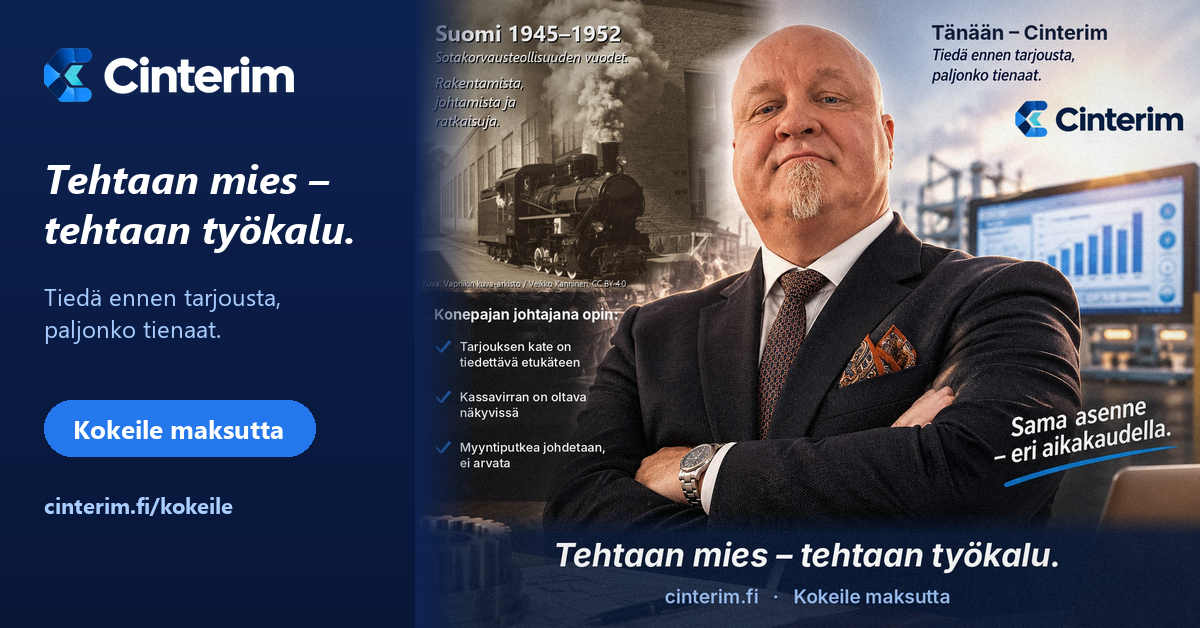 Cinterim
Tehtaan mies –
tehtaan työkalu.
Tiedä ennen tarjousta,
paljonko tienaat.
Kokeile maksutta
cinterim.fi/kokeile
Suomi 1945–1952
Sotakorvausteollisuuden vuodet.
Rakentamista,
johtamista ja
ratkaisuja.
Kuva: Vapriikin kuva-arkisto / Veikko Kanninen, CC BY 4.0
Konepajan johtajana opin:
Tarjouksen kate on
tiedettävä etukäteen
Kassavirran on oltava
näkyvissä
Myyntiputkea johdetaan,
ei arvata
Tänään – Cinterim
Tiedä ennen tarjousta,
paljonko tienaat.
Cinterim
Sama asenne
– eri aikakaudella.
Tehtaan mies – tehtaan työkalu.
cinterim.fi · Kokeile maksutta